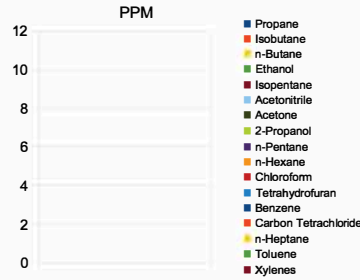 PPM
12
10
8
6
4
2
0
Propane
Isobutane
n-Butane
Ethanol
Isopentane
Acetonitrile
Acetone
2-Propanol
n-Pentane
n-Hexane
Chloroform
Tetrahydrofuran
Benzene
Carbon Tetrachloride
n-Heptane
Toluene
Xylenes